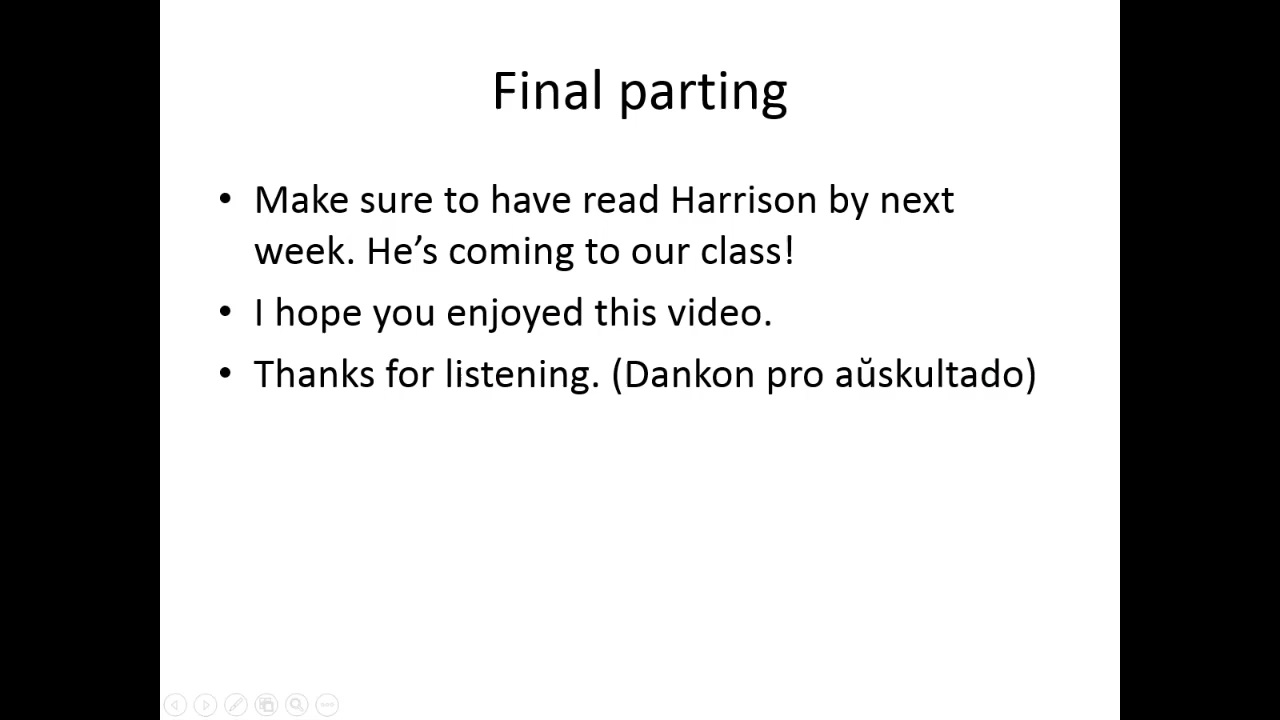 Final parting
• Make sure to have read Harrison by next
week. He’s coming to our class!
• I hope you enjoyed this video.
• Thanks for listening. (Dankon pro aŭskultado)